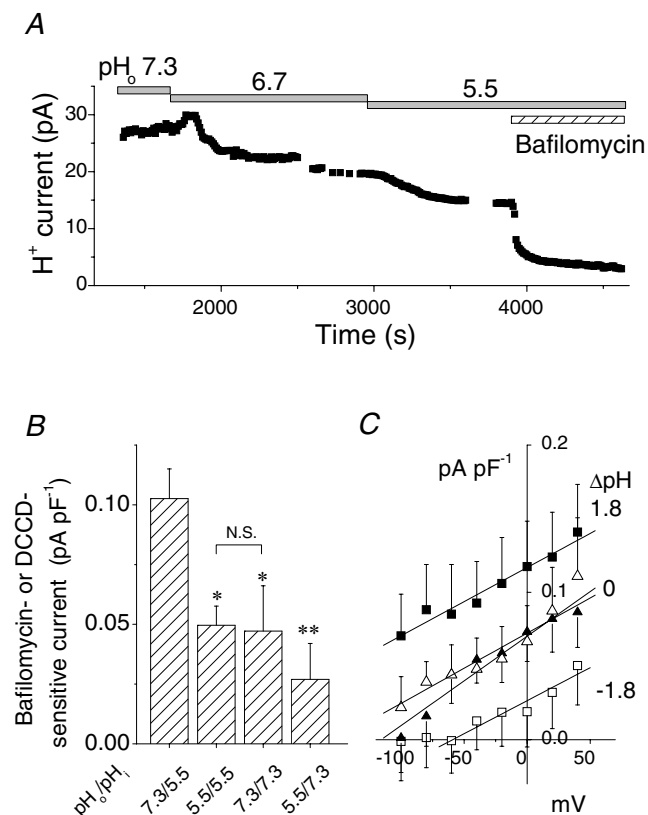 A
pHo 7.3
6.7
5.5
Bafilomycin
H+ current (pA)
30
20
10
0
2000
3000
4000
Time (s)
B
Bafilomycin- or DCCD-
sensitive current (pA pF-1)
0.10
0.05
0.00
N.S.
*
*
**
pHo/pHi
7.3/5.5
5.5/5.5
7.3/7.3
5.5/7.3
C
pA pF-1
0.2
ΔpH
1.8
0.1
0
-1.8
0.0
-100
-50
0
50
mV